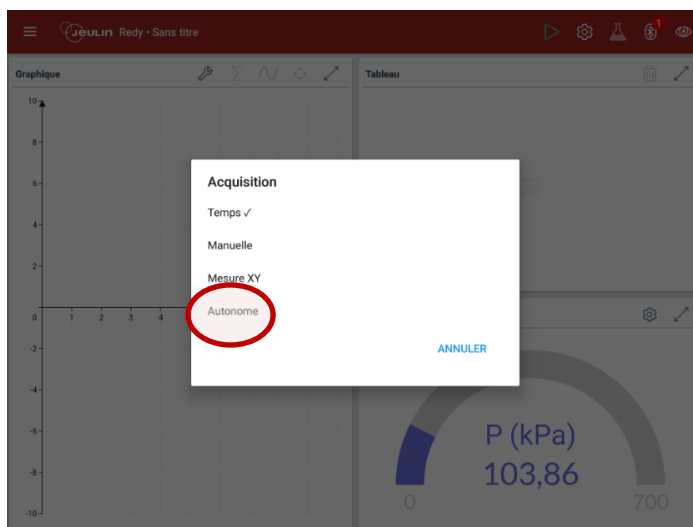 Jeulin Redy • Sans titre
1
Graphique
Tableau
10
8
6
4
2
0 1 2 3 4
-2
-4
-6
-8
-10
Acquisition
Temps ✓
Manuelle
Mesure XY
Autonome
ANNULER
P (kPa)
103,86
0 700